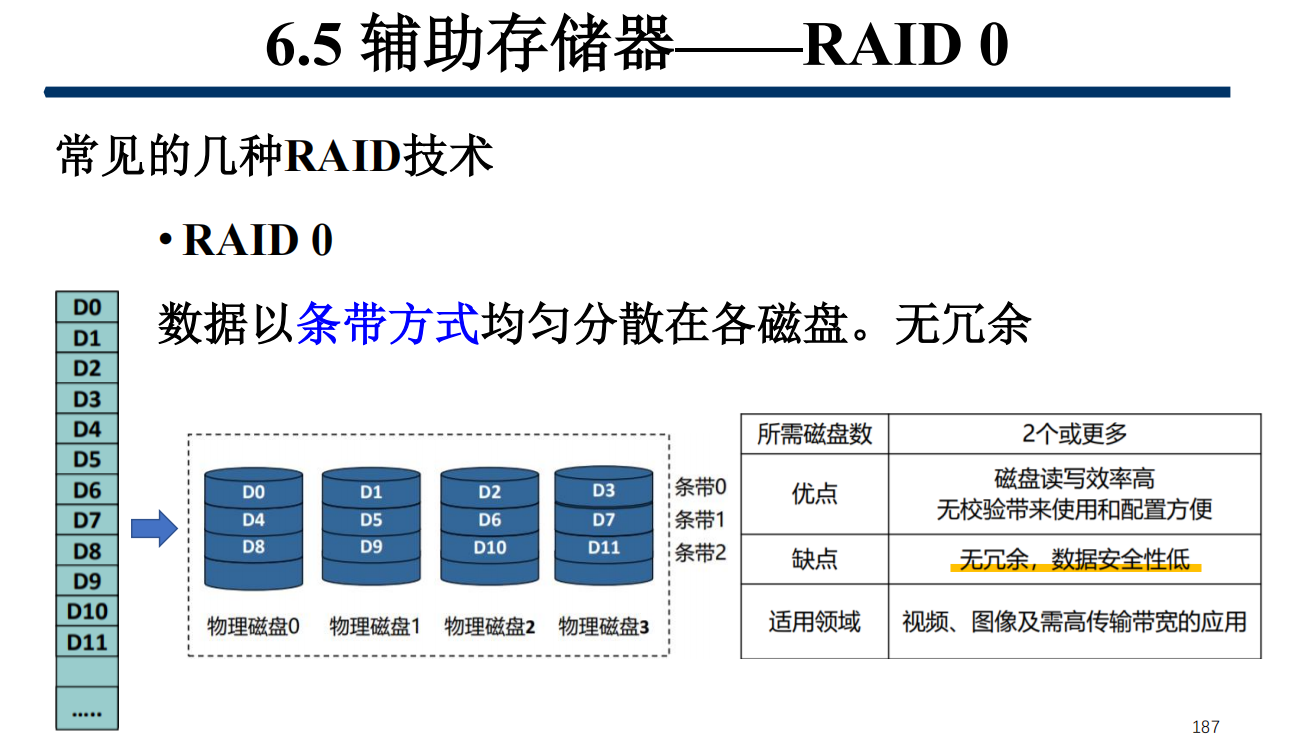 6.5 辅助存储器——RAID 0
常见的几种RAID技术
• RAID 0
数据以条带方式均匀分散在各磁盘。无冗余
D0
D1
D2
D3
D4
D5
D6
D7
D8
D9
D10
D11
.....
D0 D1 D2 D3 条带0
D4 D5 D6 D7 条带1
D8 D9 D10 D11 条带2
物理磁盘0 物理磁盘1 物理磁盘2 物理磁盘3
所需磁盘数 2个或更多
优点 磁盘读写效率高
无校验带来使用和配置方便
缺点 无冗余，数据安全性低
适用领域 视频、图像及需高传输带宽的应用
187